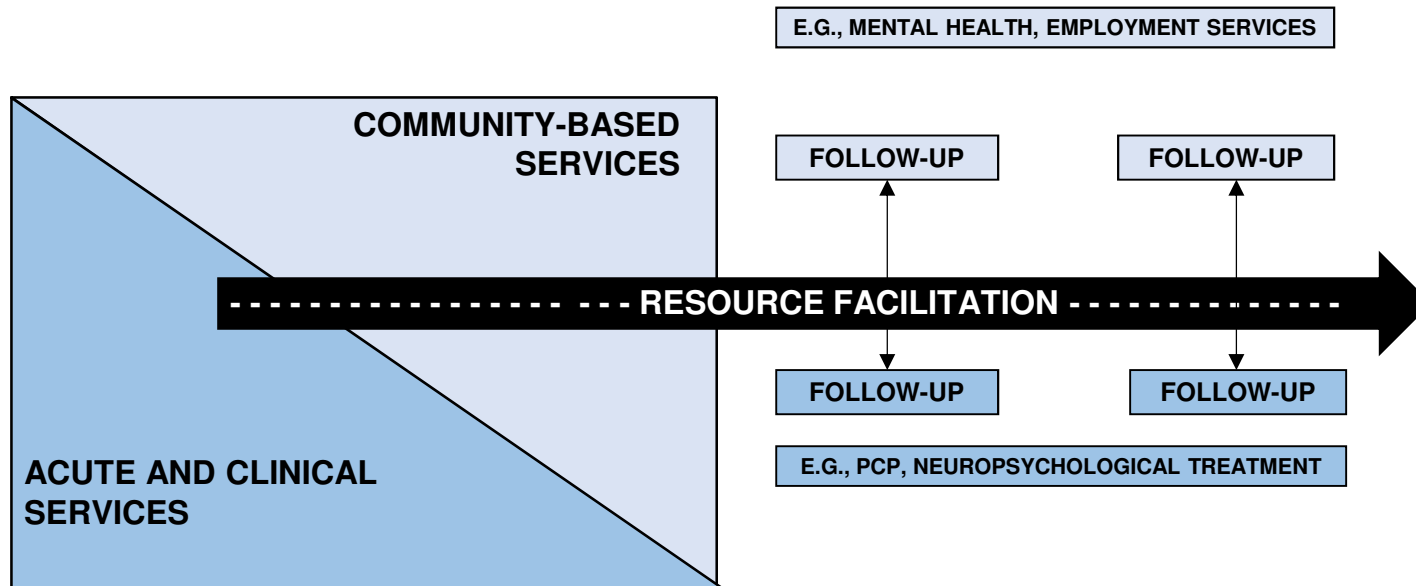 E.G., MENTAL HEALTH, EMPLOYMENT SERVICES
COMMUNITY-BASED
SERVICES
FOLLOW-UP
FOLLOW-UP
- - - - - - - - - - - - - - - - - - - - RESOURCE FACILITATION - - - - - - - - - - - - - -
FOLLOW-UP
FOLLOW-UP
E.G., PCP, NEUROPSYCHOLOGICAL TREATMENT
ACUTE AND CLINICAL
SERVICES